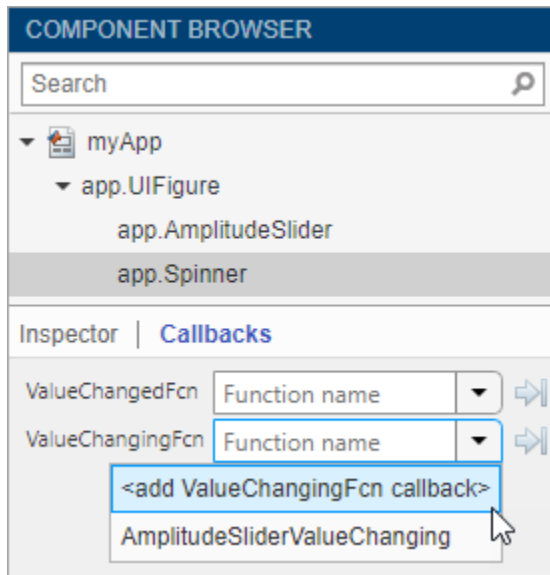 COMPONENT BROWSER
Search
myApp
app.UIFigure
app.AmplitudeSlider
app.Spinner
Inspector | Callbacks
ValueChangedFcn Function name
ValueChangingFcn Function name
<add ValueChangingFcn callback>
AmplitudeSliderValueChanging